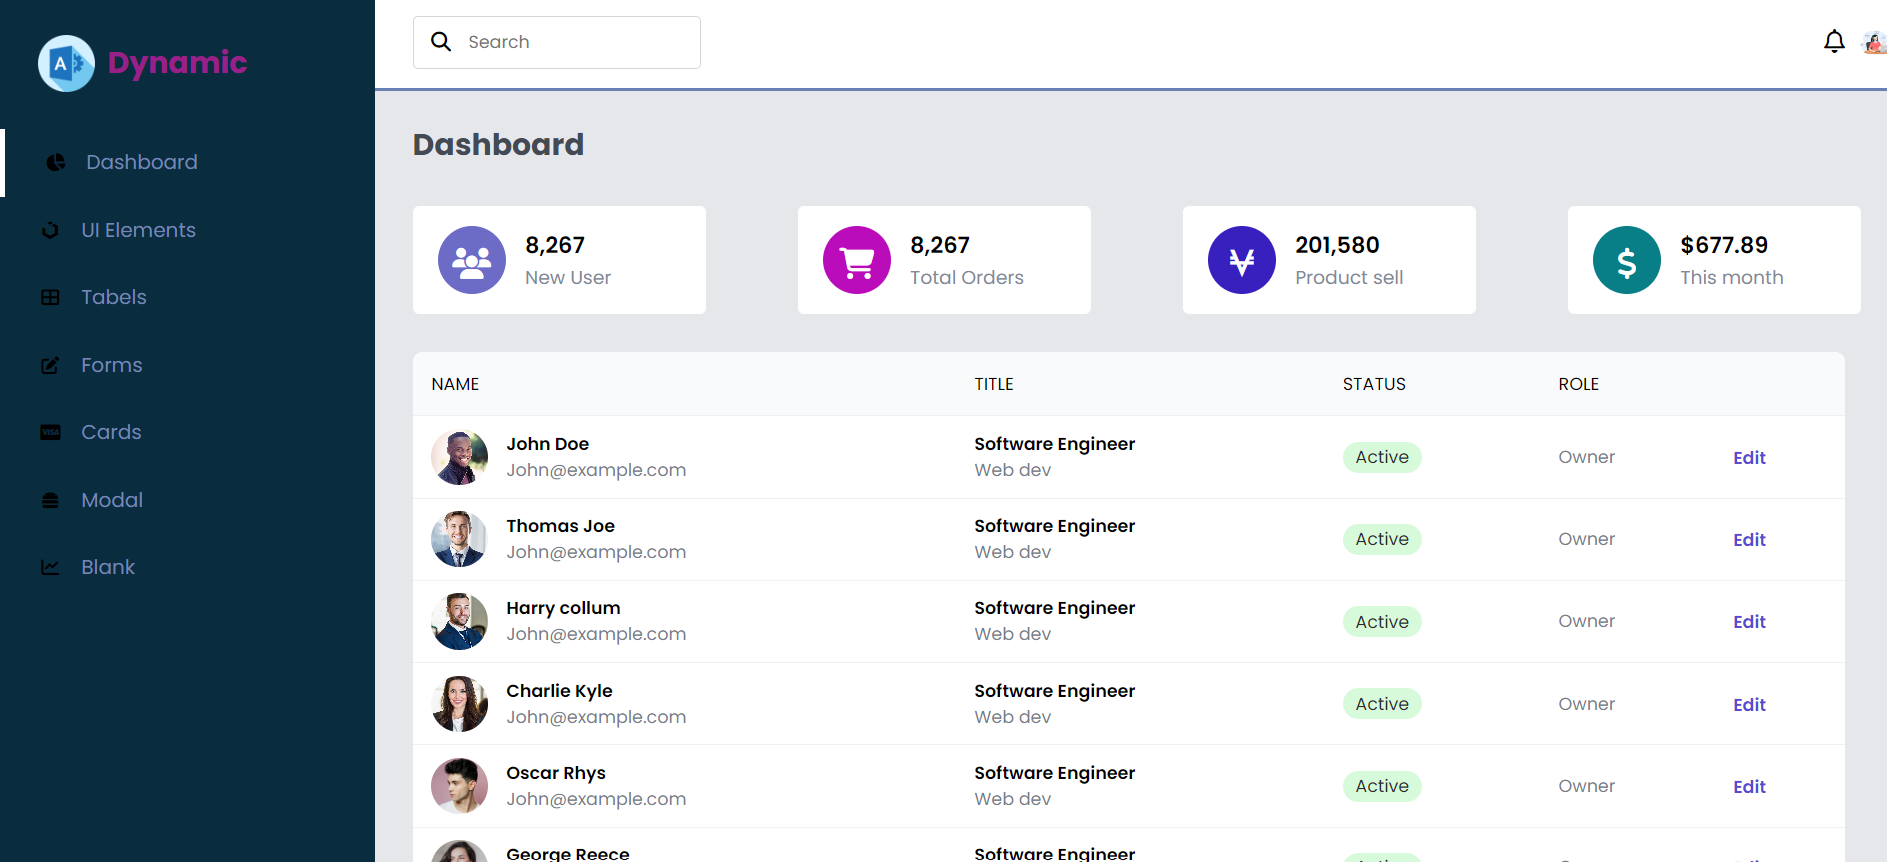 Dynamic
Search
Dashboard
UI Elements
Tabels
Forms
Cards
VISA
Modal
Blank
Dashboard
8,267
New User
8,267
Total Orders
201,580
Product sell
$677.89
This month
NAME TITLE STATUS ROLE
John Doe Software Engineer
John@example.com Web dev Active Owner Edit
Thomas Joe Software Engineer
John@example.com Web dev Active Owner Edit
Harry collum Software Engineer
John@example.com Web dev Active Owner Edit
Charlie Kyle Software Engineer
John@example.com Web dev Active Owner Edit
Oscar Rhys Software Engineer
John@example.com Web dev Active Owner Edit
George Reece Software Engineer